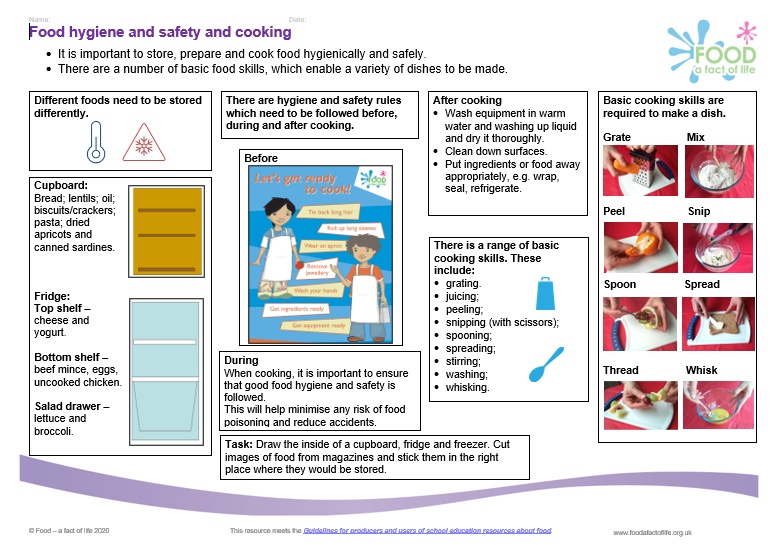 Name:
Date:
Food hygiene and safety and cooking
• It is important to store, prepare and cook food hygienically and safely.
• There are a number of basic food skills, which enable a variety of dishes to be made.
FOOD
a fact of life
Different foods need to be stored
differently.
Cupboard:
Bread; lentils; oil;
biscuits/crackers;
pasta; dried
apricots and
canned sardines.
Fridge:
Top shelf –
cheese and
yogurt.
Bottom shelf –
beef mince, eggs,
uncooked chicken.
Salad drawer –
lettuce and
broccoli.
There are hygiene and safety rules
which need to be followed before,
during and after cooking.
Before
Let's get ready
to cook!
FOOD
Tie back long hair
Roll up long sleeves
Wear an apron
Remove
jewellery
Wash your hands
Get ingredients ready
Get equipment ready
During
When cooking, it is important to ensure
that good food hygiene and safety is
followed.
This will help minimise any risk of food
poisoning and reduce accidents.
Task: Draw the inside of a cupboard, fridge and freezer. Cut
images of food from magazines and stick them in the right
place where they would be stored.
After cooking
• Wash equipment in warm
water and washing up liquid
and dry it thoroughly.
• Clean down surfaces.
• Put ingredients or food away
appropriately, e.g. wrap,
seal, refrigerate.
There is a range of basic
cooking skills. These
include:
• grating.
• juicing;
• peeling;
• snipping (with scissors);
• spooning;
• spreading;
• stirring;
• washing;
• whisking.
Basic cooking skills are
required to make a dish.
Grate
Mix
Peel
Snip
Spoon
Spread
Thread
Whisk
© Food – a fact of life 2020
This resource meets the Guidelines for producers and users of school education resources about food.
www.foodafactoflife.org.uk